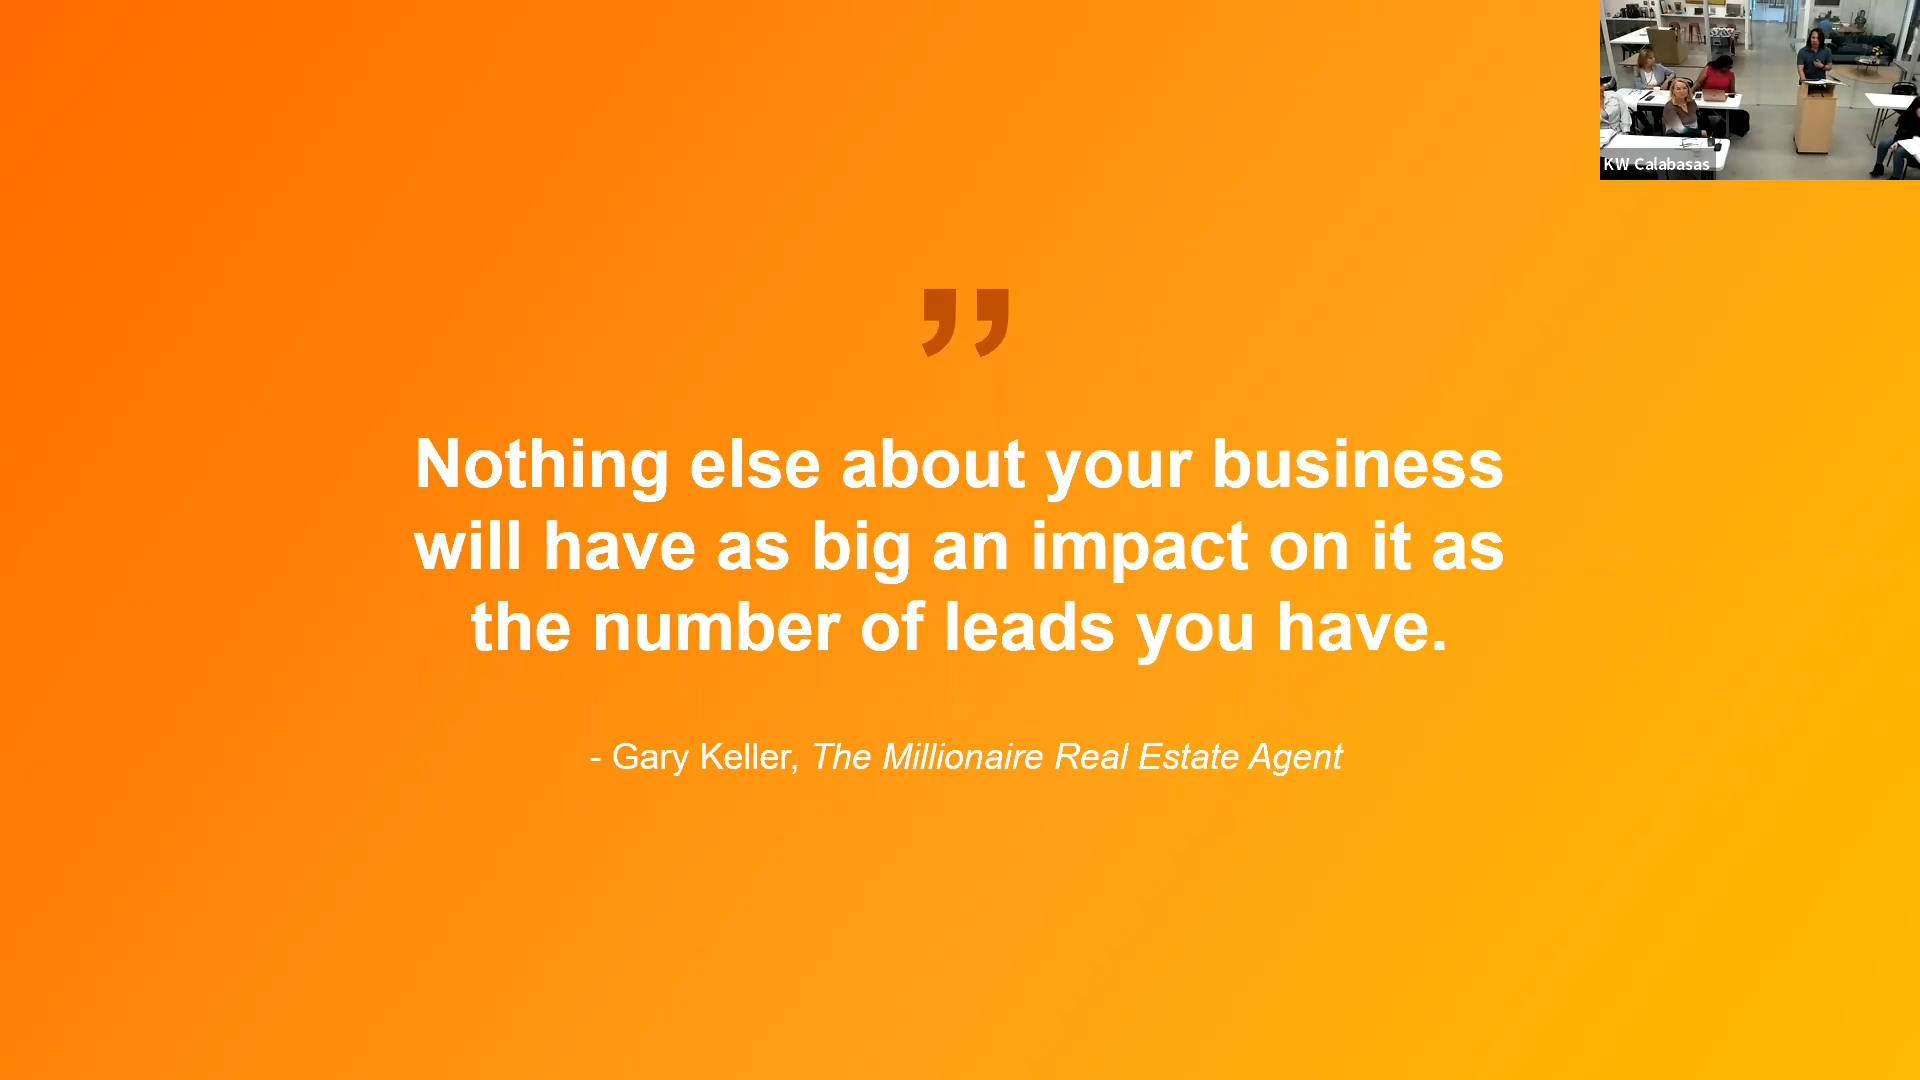 KW Calabasas
”
Nothing else about your business
will have as big an impact on it as
the number of leads you have.
- Gary Keller, The Millionaire Real Estate Agent